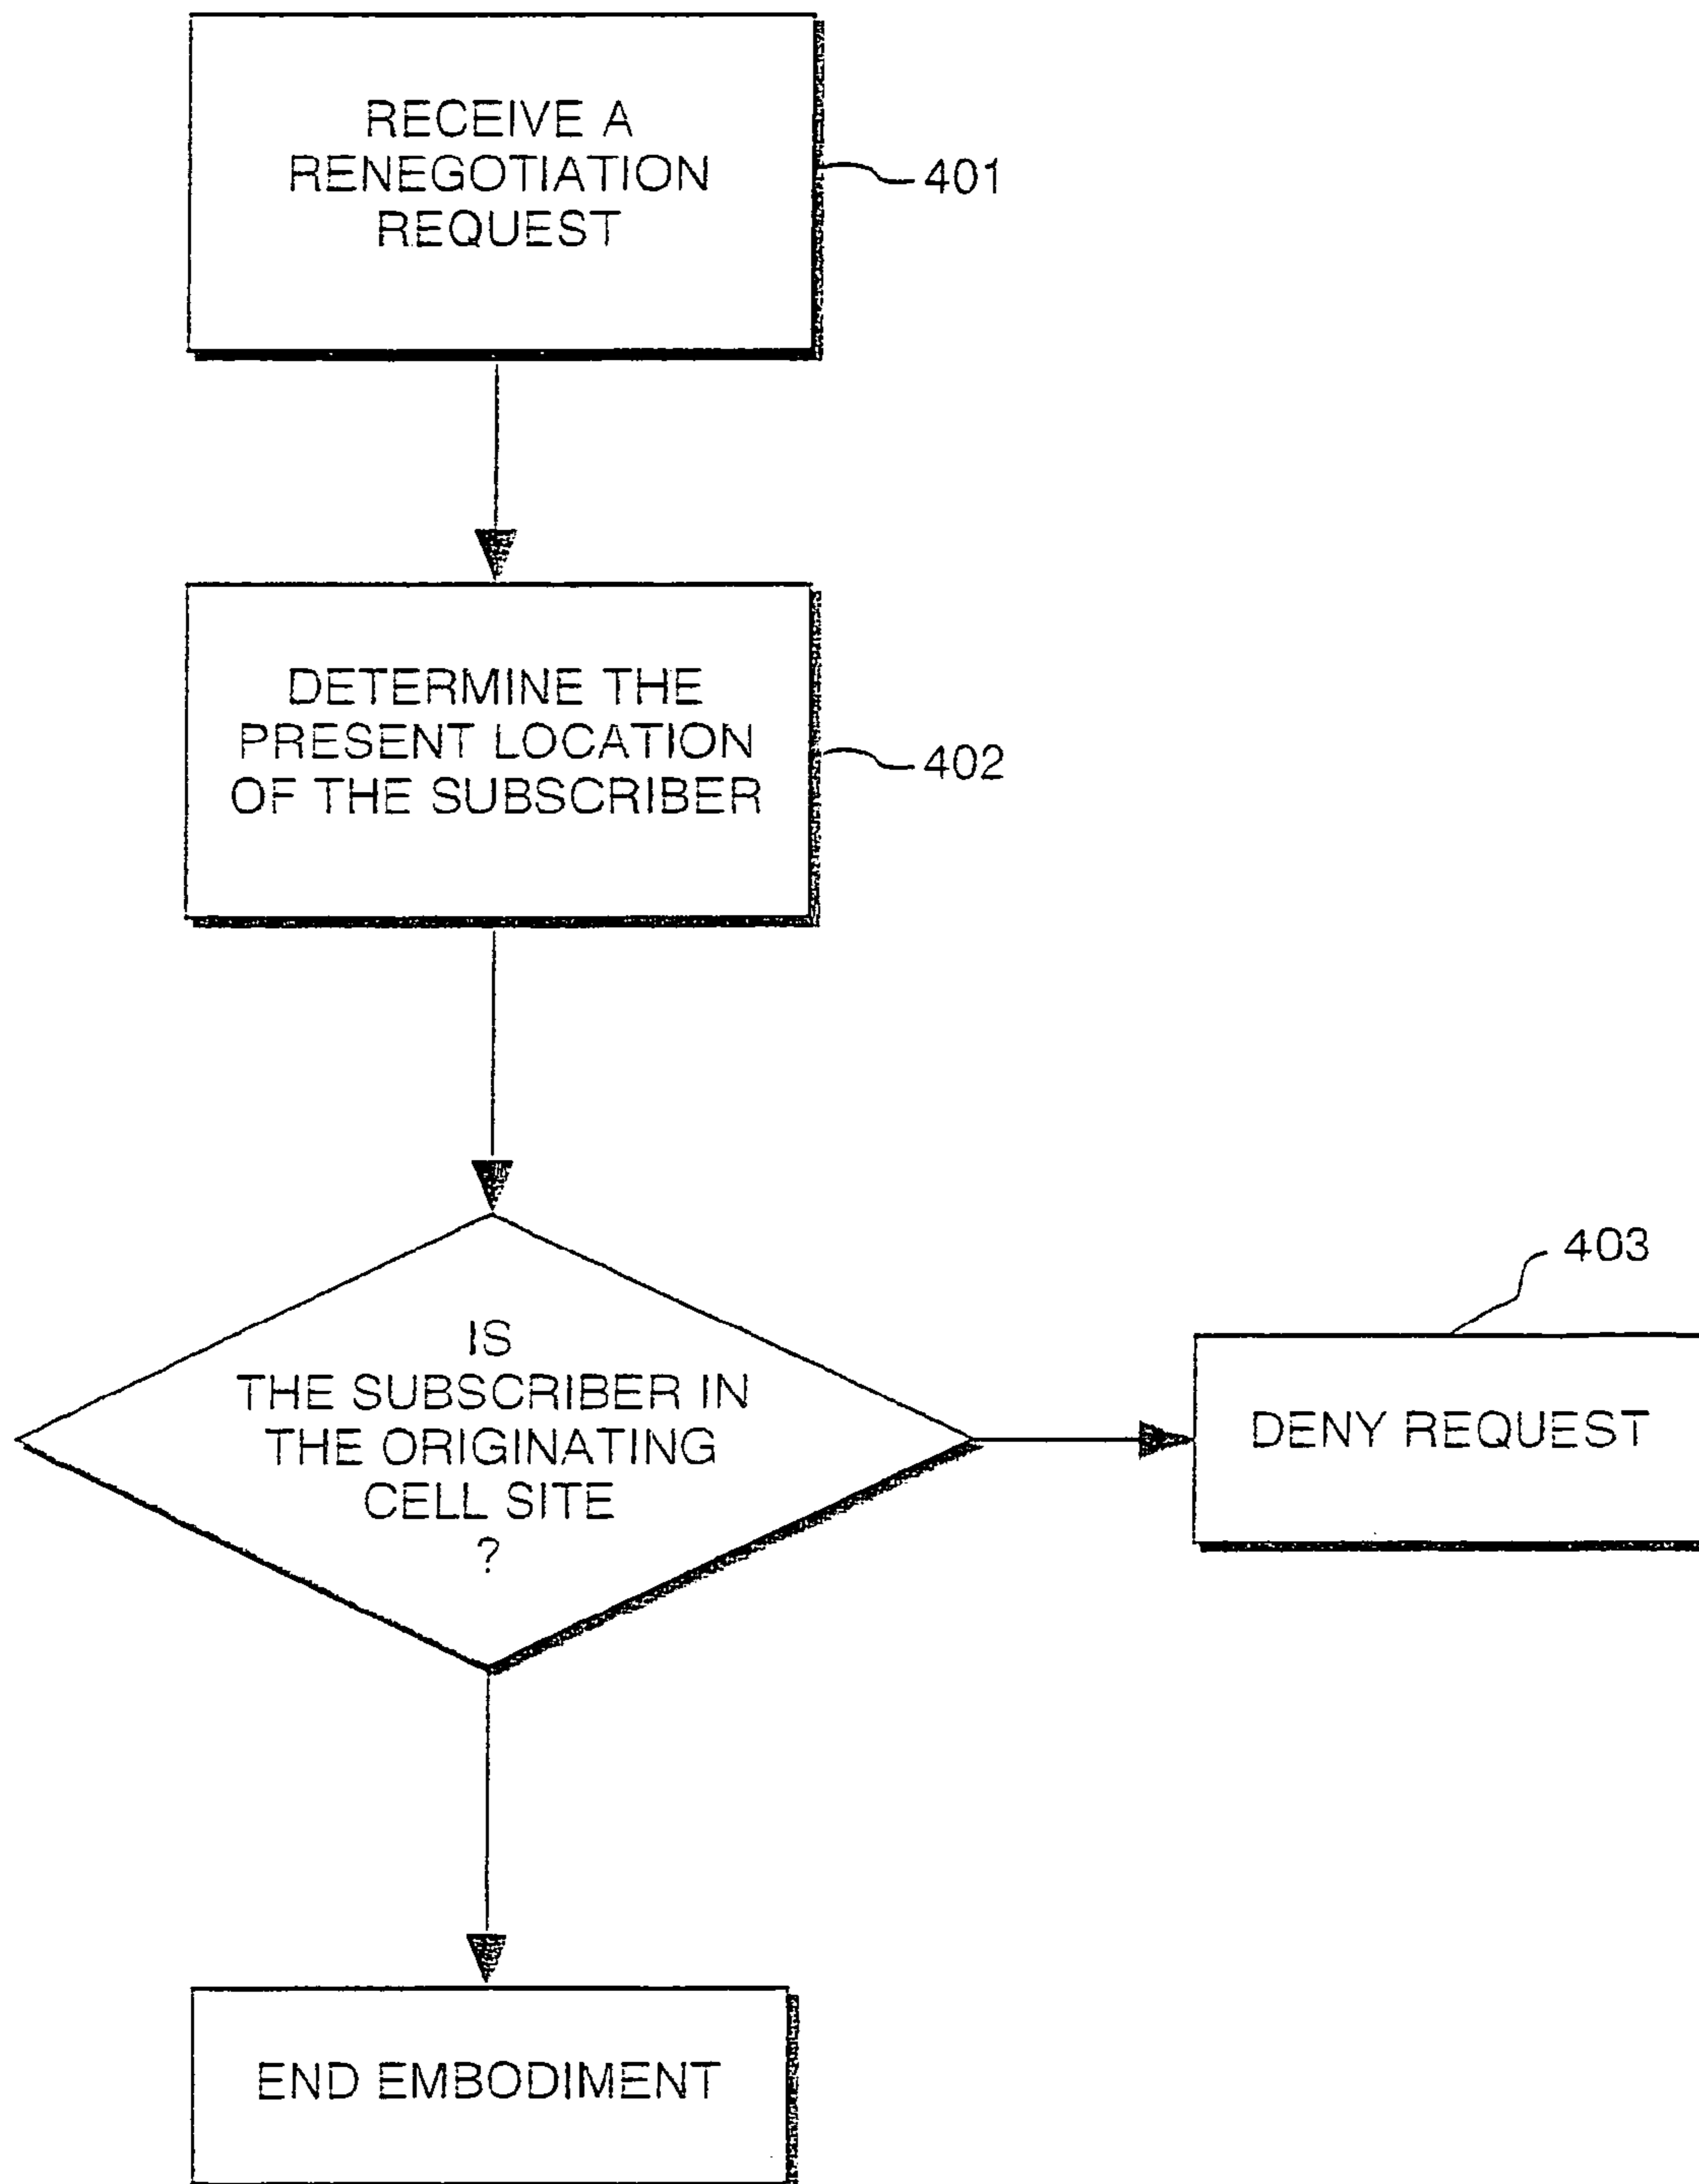 RECEIVE A
RENEGOTIATION
REQUEST
401
DETERMINE THE
PRESENT LOCATION
OF THE SUBSCRIBER
402
IS
THE SUBSCRIBER IN
THE ORIGINATING
CELL SITE
?
403
DENY REQUEST
END EMBODIMENT